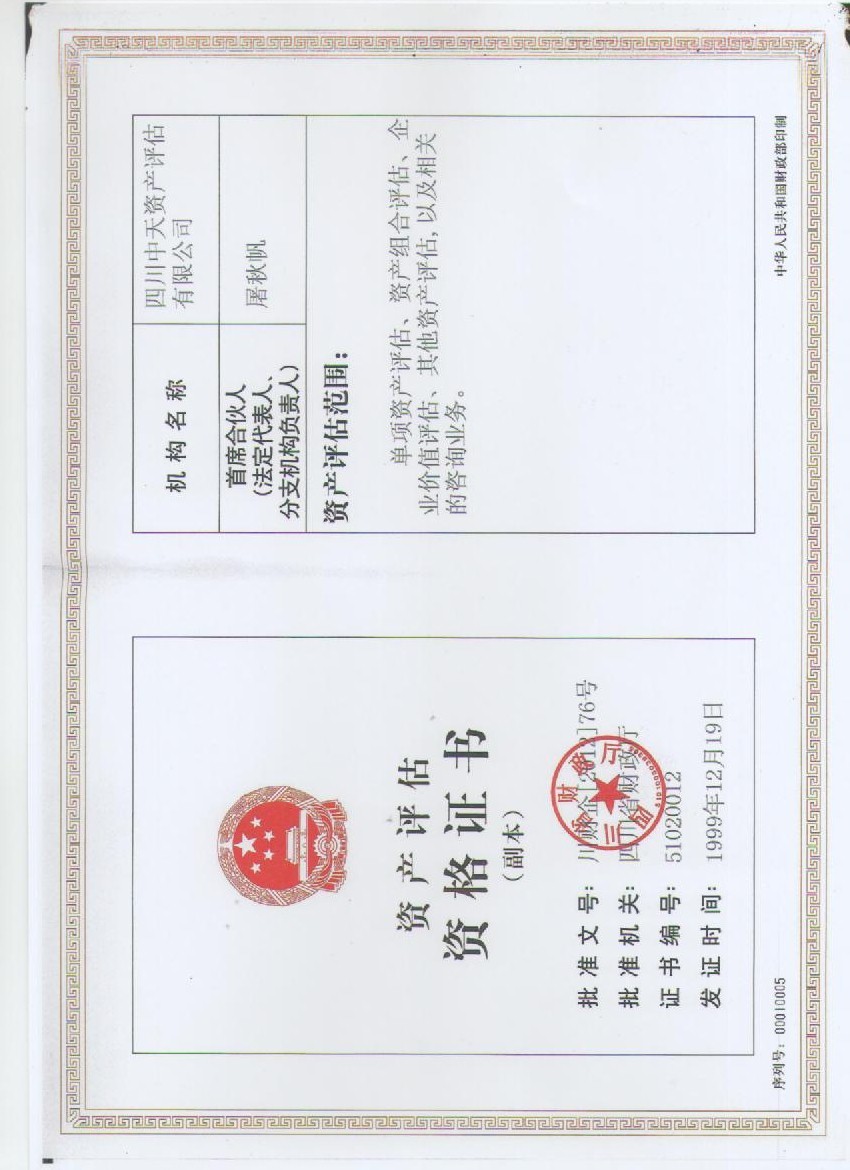 资产评估
资格证书
(副本)
批准文号：川财企[2012]76号
批准机关：四川省财政厅
证书编号：51020012
发证时间：1999年12月19日
序列号：00010005
机构名称
四川中天资产评估
有限公司
首席合伙人
(法定代表人、
分支机构负责人)
屠秋帆
资产评估范围：
单项资产评估、资产组合评估、企
业价值评估、其他资产评估，以及相关
的咨询业务。
中华人民共和国财政部印制